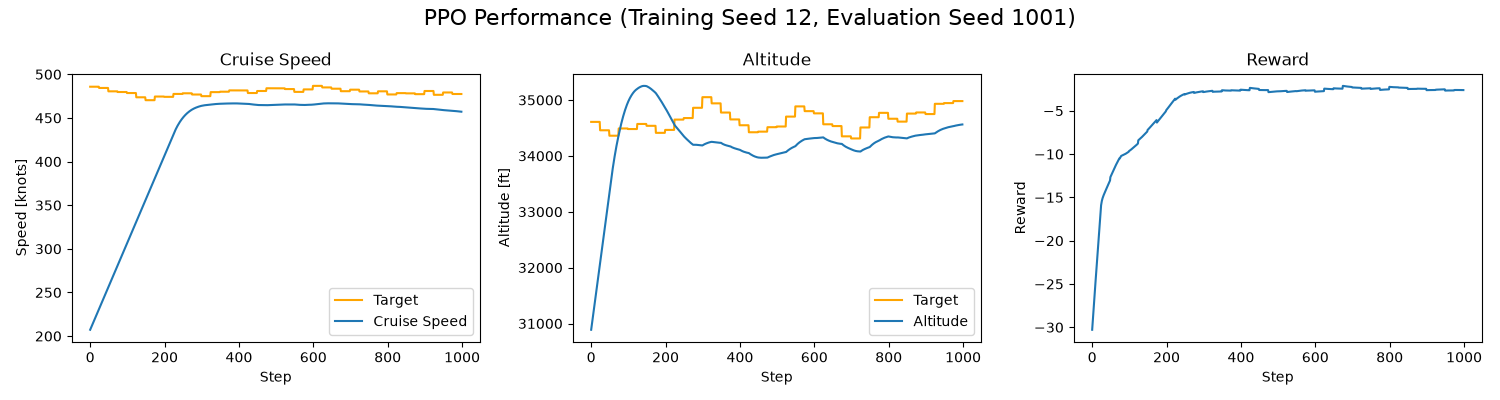 PPO Performance (Training Seed 12, Evaluation Seed 1001)
Cruise Speed
500
450
400
350
300
250
200
Speed [knots]
0 200 400 600 800 1000
Step
Target
Cruise Speed
Altitude
35000
34000
33000
32000
31000
Altitude [ft]
0 200 400 600 800 1000
Step
Target
Altitude
Reward
−5
−10
−15
−20
−25
−30
Reward
0 200 400 600 800 1000
Step